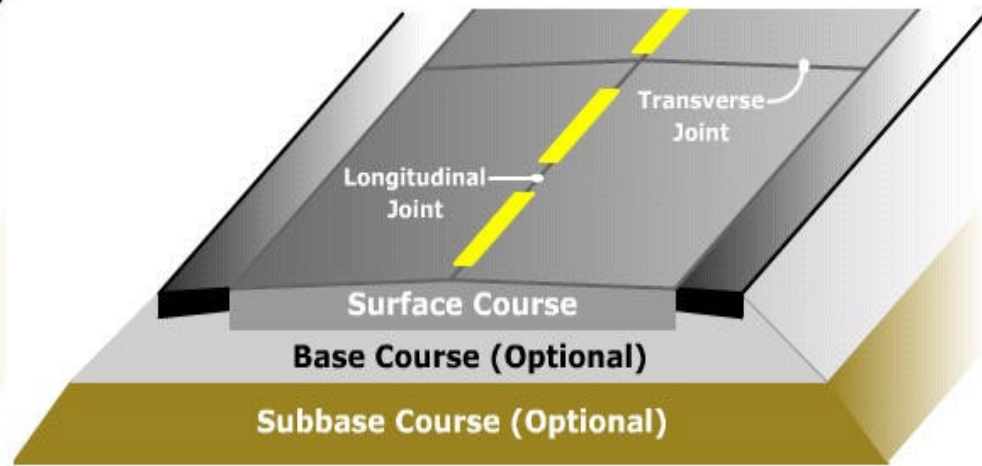 Transverse
Joint
Longitudinal
Joint
Surface Course
Base Course (Optional)
Subbase Course (Optional)